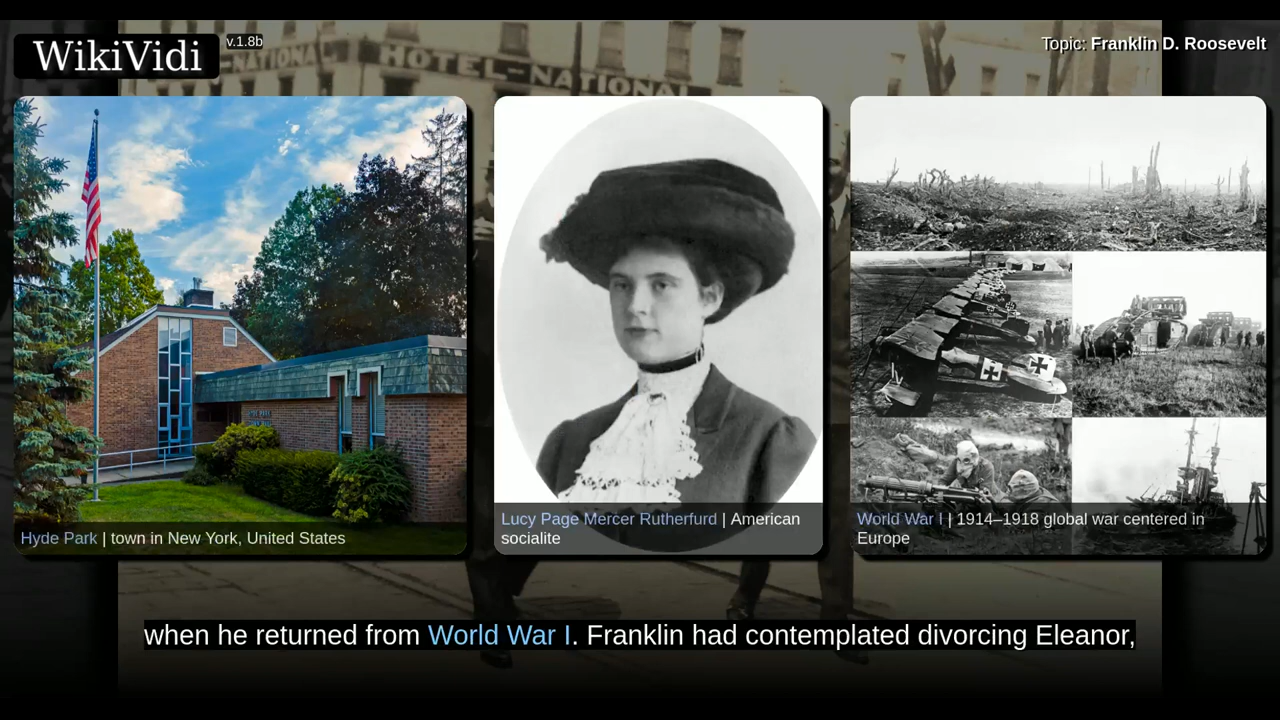 WikiVidi
v.1.8b
Topic: Franklin D. Roosevelt
-NATIONAL
HOTEL-NATIONAL
Hyde Park | town in New York, United States
Lucy Page Mercer Rutherfurd | American
socialite
World War I | 1914–1918 global war centered in
Europe
when he returned from World War I. Franklin had contemplated divorcing Eleanor,